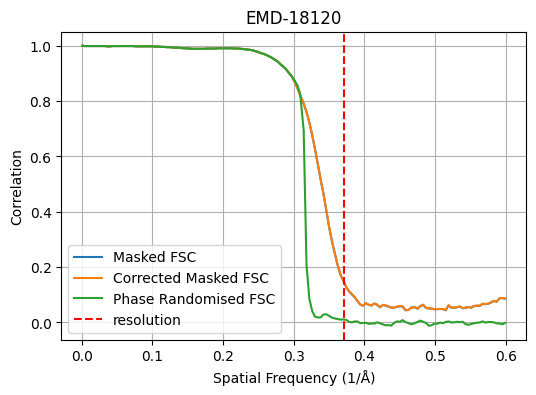 EMD-18120
1.0
0.8
0.6
0.4
0.2
0.0
Correlation
Masked FSC
Corrected Masked FSC
Phase Randomised FSC
resolution
0.0 0.1 0.2 0.3 0.4 0.5 0.6
Spatial Frequency (1/Å)